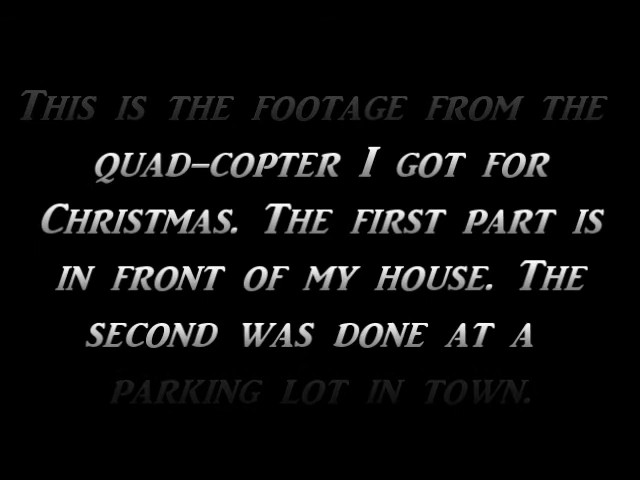 This is the footage from the
quad-copter I got for
Christmas. The first part is
in front of my house. The
second was done at a
parking lot in town.